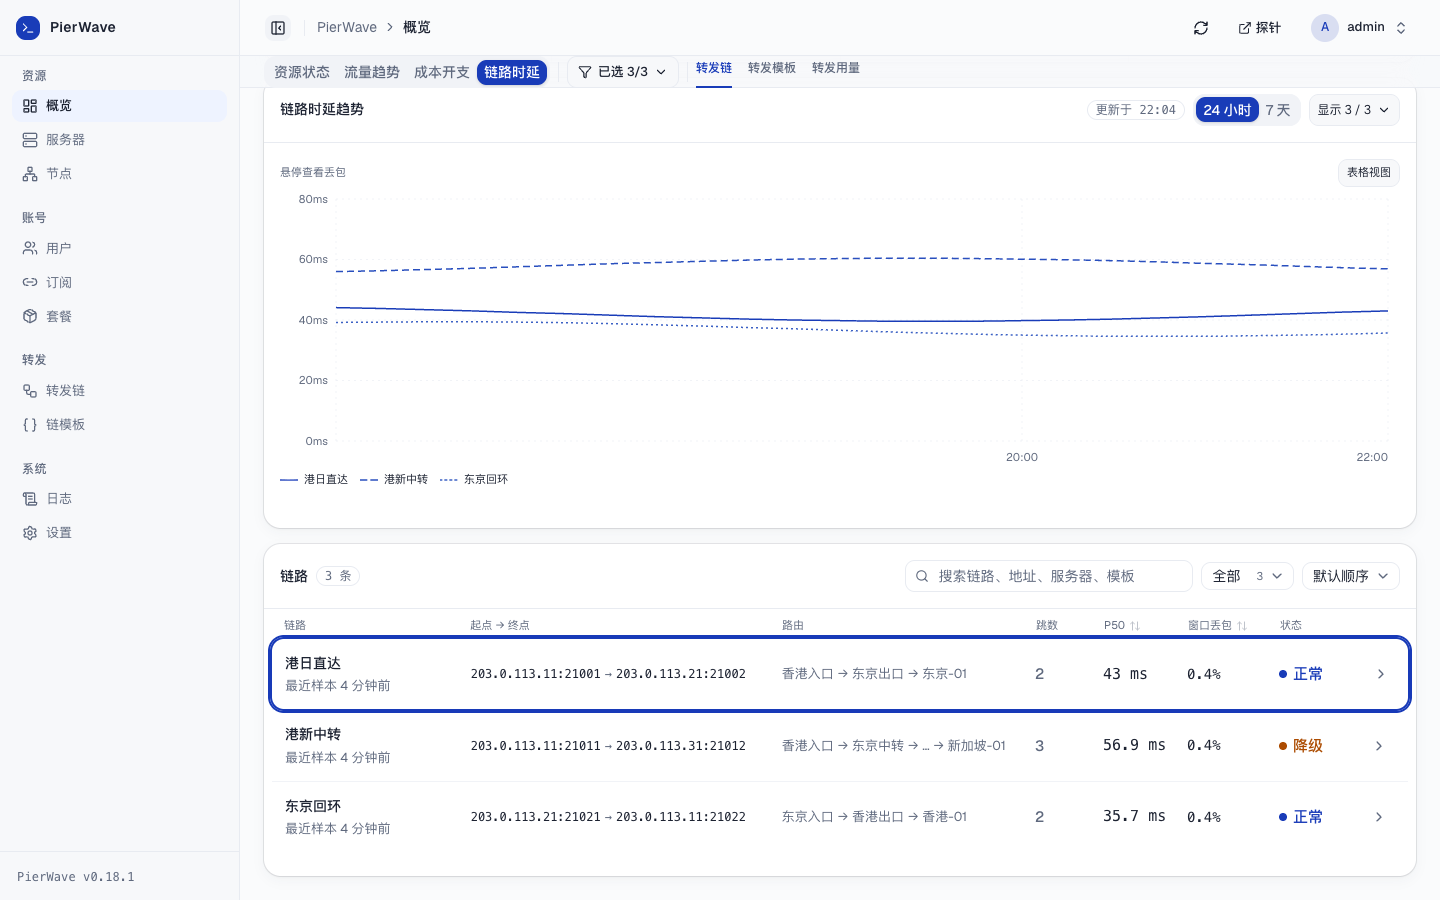 PierWave
资源
概览
服务器
节点
账号
用户
订阅
套餐
转发
转发链
链模板
系统
日志
设置
PierWave v0.18.1
PierWave > 概览
探针
A admin
资源状态 流量趋势 成本开支 链路时延 已选 3/3 转发链 转发模板 转发用量
链路时延趋势 更新于 22:04 24 小时 7 天 显示 3 / 3
悬停查看丢包 表格视图
80ms
60ms
40ms
20ms
0ms
20:00 22:00
港日直达 港新中转 东京回环
链路 3 条 搜索链路、地址、服务器、模板 全部 3 默认顺序
链路 起点 → 终点 路由 跳数 P50 ↑↓ 窗口丢包 ↑↓ 状态
港日直达
最近样本 4 分钟前
203.0.113.11:21001 → 203.0.113.21:21002 香港入口 → 东京出口 → 东京-01 2 43 ms 0.4% 正常
港新中转
最近样本 4 分钟前
203.0.113.11:21011 → 203.0.113.31:21012 香港入口 → 东京中转 → … → 新加坡-01 3 56.9 ms 0.4% 降级
东京回环
最近样本 4 分钟前
203.0.113.21:21021 → 203.0.113.11:21022 东京入口 → 香港出口 → 香港-01 2 35.7 ms 0.4% 正常